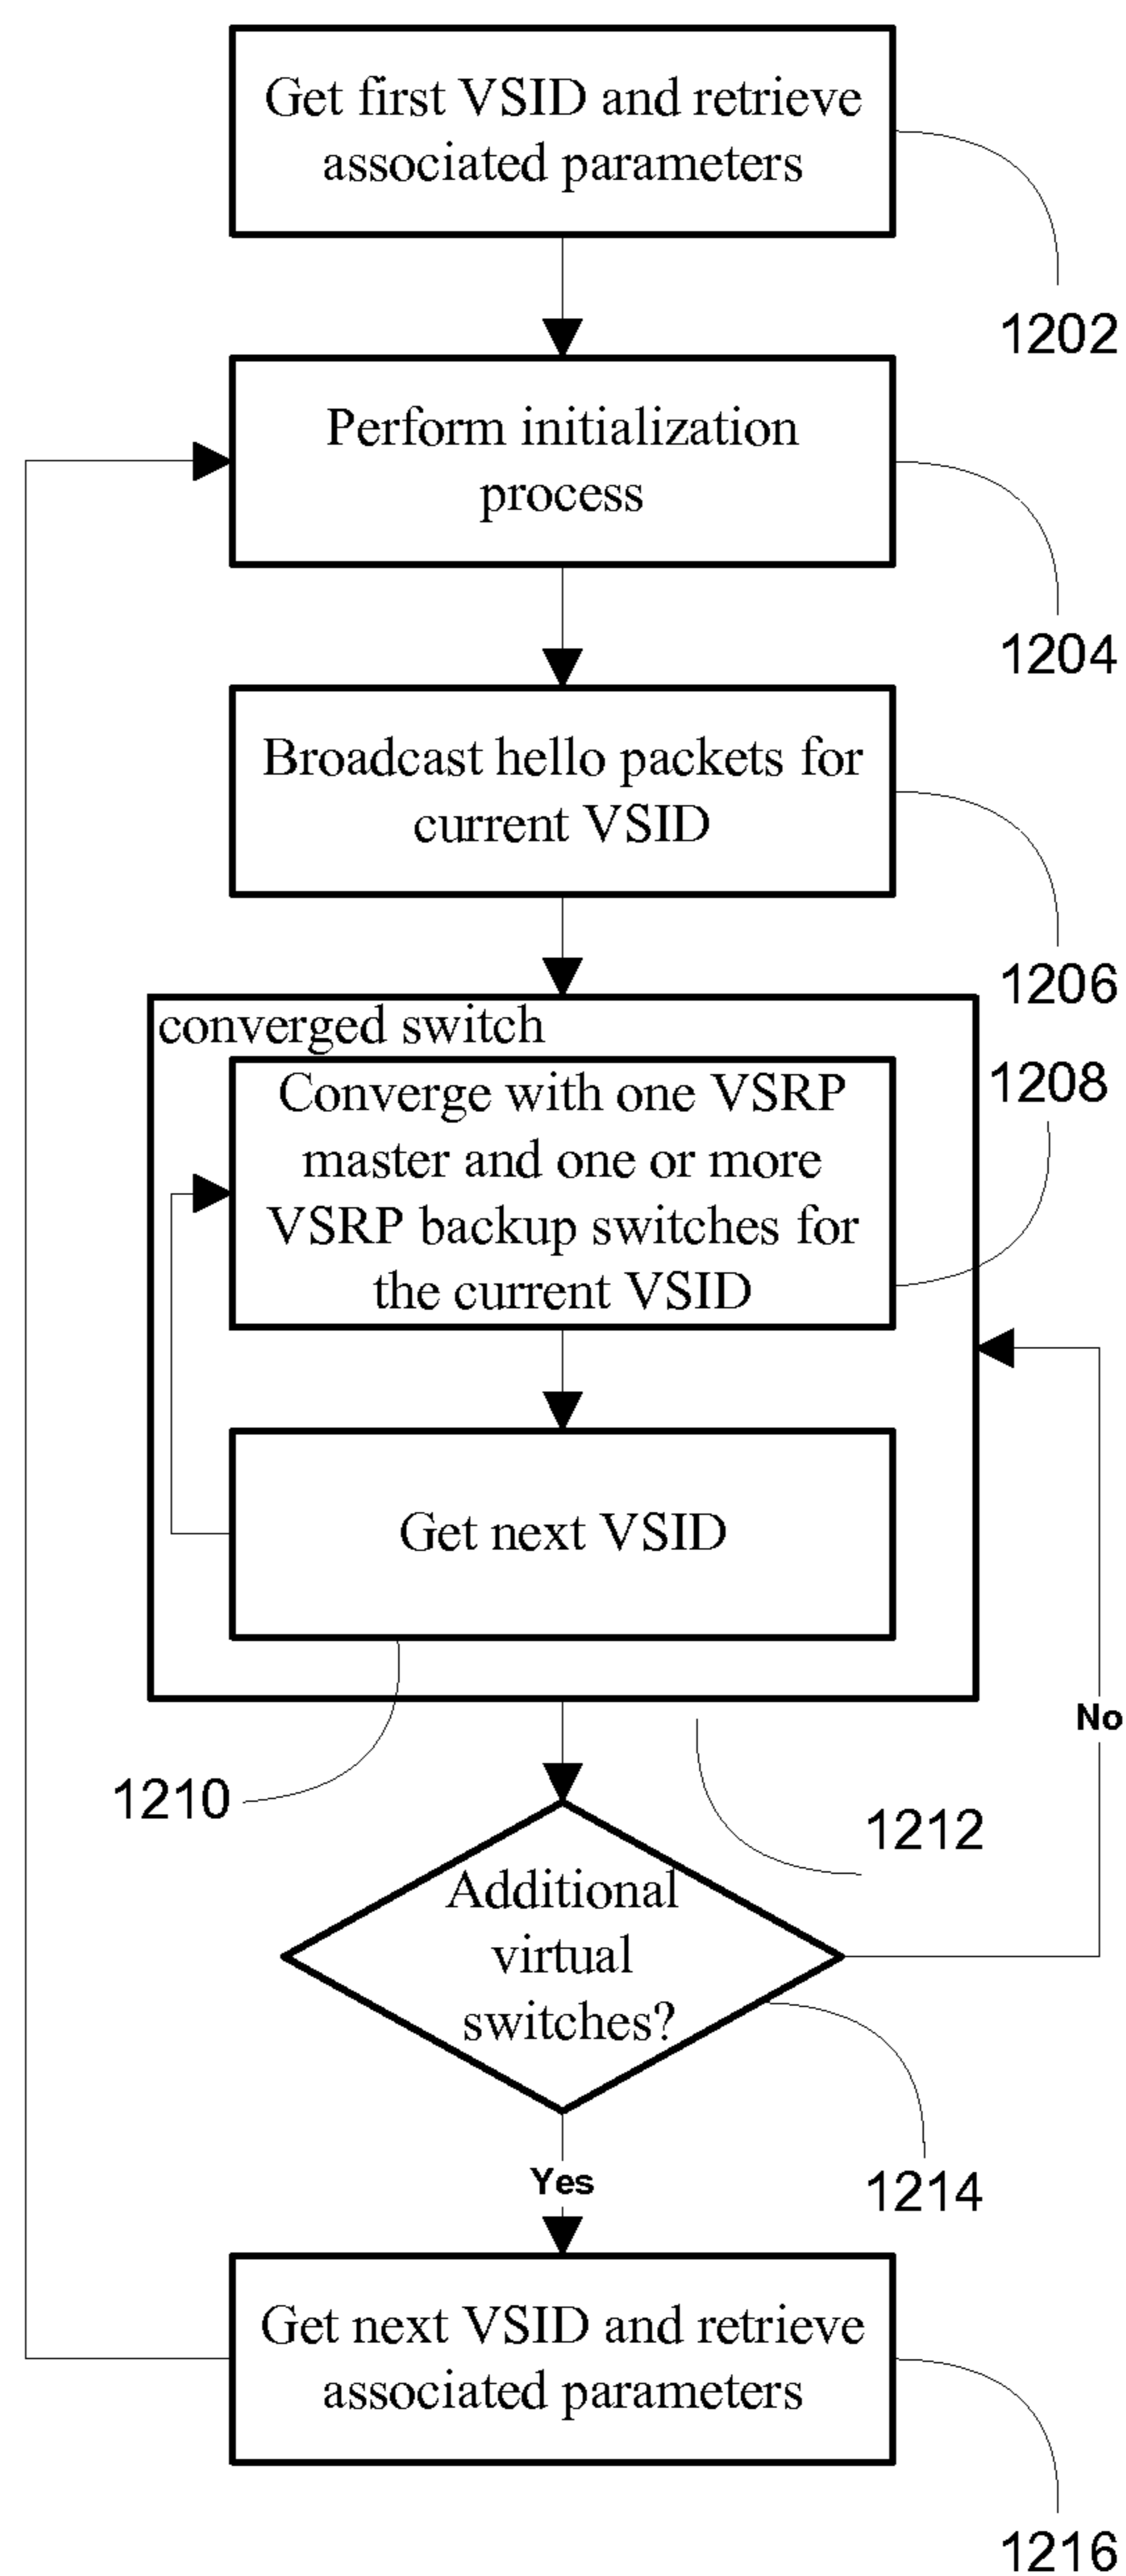 Get first VSID and retrieve
associated parameters
1202
Perform initialization
process
1204
Broadcast hello packets for
current VSID
1206
converged switch
1208
Converge with one VSRP
master and one or more
VSRP backup switches for
the current VSID
Get next VSID
No
1210
1212
Additional
virtual
switches?
Yes
1214
Get next VSID and retrieve
associated parameters
1216